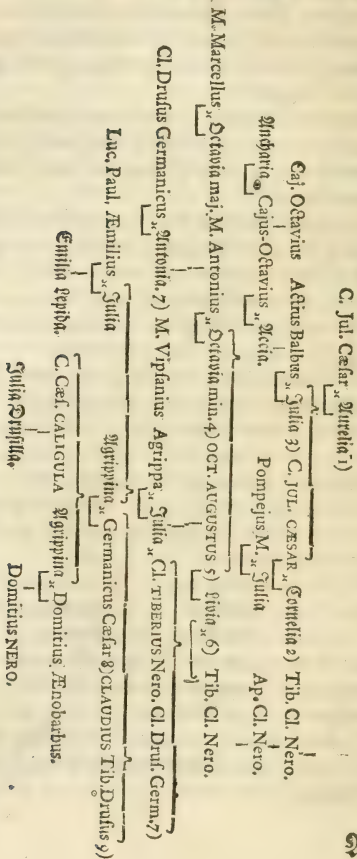 C. Jul. Cæſar ⁊c Aurelia 1)
Caj. Octavius Actius Balbus ⁊c Julia 3) C. JUL. CÆSAR ⁊c Cornelia 2) Tib. Cl. Nero.
Ancharia ⁊c Cajus-Octavius ⁊c Accia. Pompejus M. ⁊c Julia Ap. Cl. Nero.
M. Marcellus ⁊c Octavia maj. M. Antonius ⁊c Octavia min. 4) OCT. AUGUSTUS 5) Livia ⁊c 6) Tib. Cl. Nero.
Cl. Druſus Germanicus ⁊c Antonia. 7) M. Vipſanius Agrippa ⁊c Julia ⁊c Cl. TIBERIUS Nero. Cl. Druſ. Germ. 7)
Luc. Paul. Æmilius ⁊c Julia Agrippina ⁊c Germanicus Cæſar 8) CLAUDIUS Tib. Druſus 9)
Emilia Lepida. C. Cæſ. CALIGULA Agrippina ⁊c Domitius Ænobarbus.
Julia Druſilla. Domitius NERO.